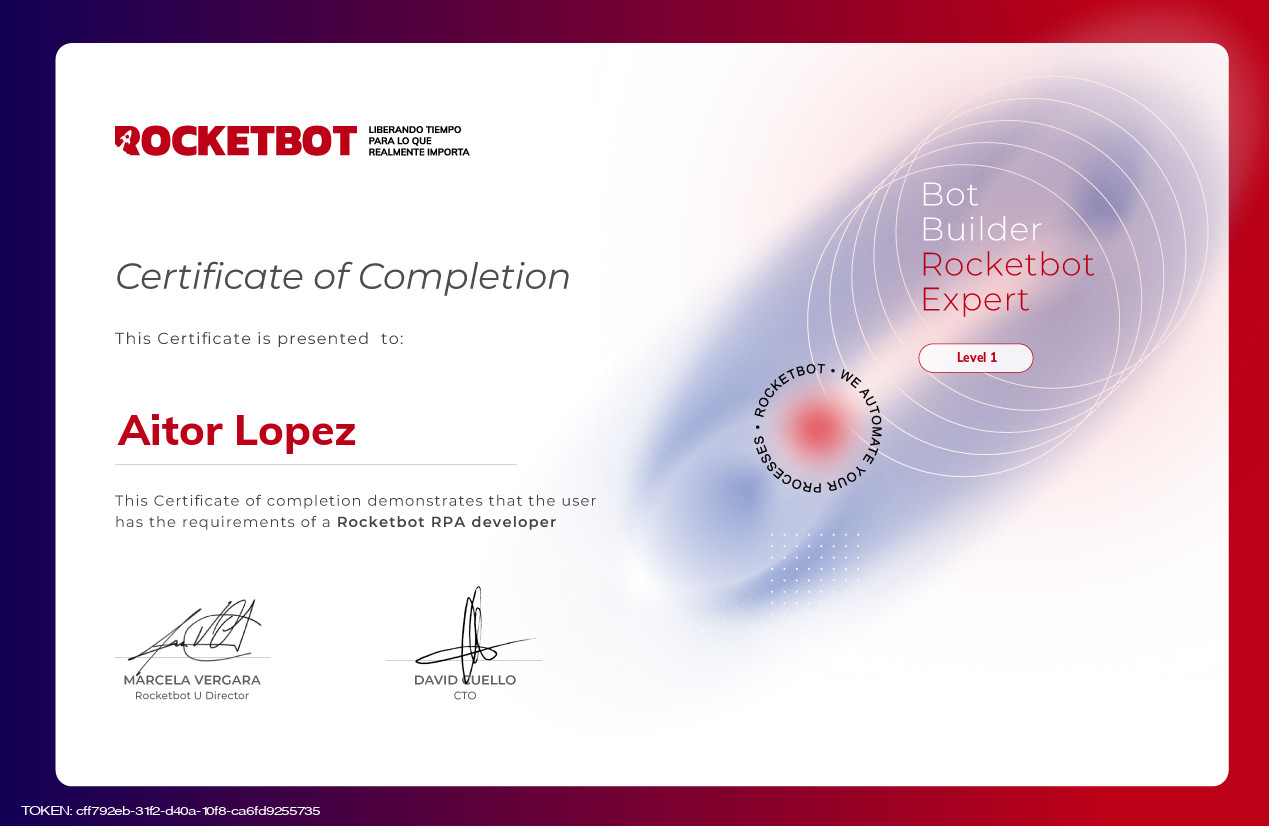 ROCKETBOT
LIBERANDO TIEMPO
PARA LO QUE
REALMENTE IMPORTA
Certificate of Completion
This Certificate is presented to:
Aitor Lopez
This Certificate of completion demonstrates that the user
has the requirements of a Rocketbot RPA developer
MARCELA VERGARA
Rocketbot U Director
DAVID CUELLO
CTO
Bot
Builder
Rocketbot
Expert
Level 1
ROCKETBOT • WE AUTOMATE YOUR PROCESSES •
TOKEN: cff792eb-31f2-d40a-10f8-ca6fd9255735